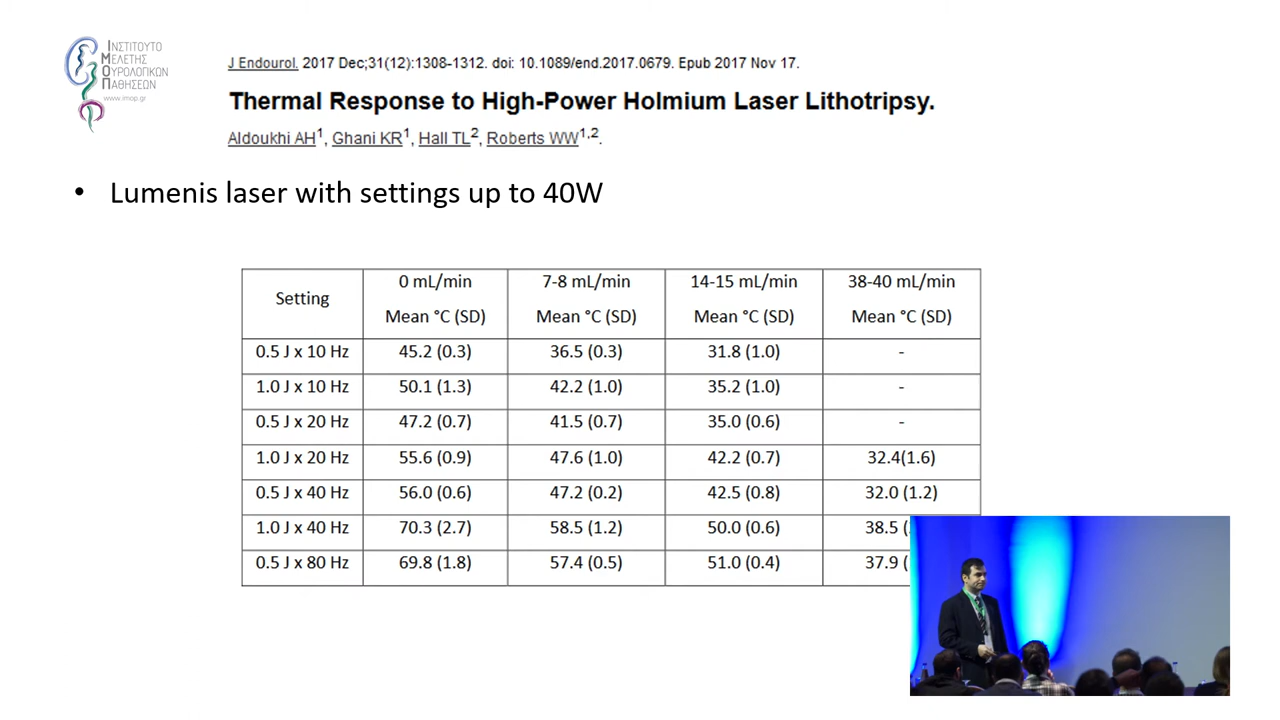 ΙΝΣΤΙΤΟΥΤΟ
ΜΕΛΕΤΗΣ
ΟΥΡΟΛΟΓΙΚΩΝ
ΠΑΘΗΣΕΩΝ
www.imop.gr
J Endourol. 2017 Dec;31(12):1308-1312. doi: 10.1089/end.2017.0679. Epub 2017 Nov 17.
Thermal Response to High-Power Holmium Laser Lithotripsy.
Aldoukhi AH1, Ghani KR1, Hall TL2, Roberts WW1,2.
• Lumenis laser with settings up to 40W
Setting 0 mL/min 7-8 mL/min 14-15 mL/min 38-40 mL/min
Mean °C (SD) Mean °C (SD) Mean °C (SD) Mean °C (SD)
0.5 J x 10 Hz 45.2 (0.3) 36.5 (0.3) 31.8 (1.0) -
1.0 J x 10 Hz 50.1 (1.3) 42.2 (1.0) 35.2 (1.0) -
0.5 J x 20 Hz 47.2 (0.7) 41.5 (0.7) 35.0 (0.6) -
1.0 J x 20 Hz 55.6 (0.9) 47.6 (1.0) 42.2 (0.7) 32.4(1.6)
0.5 J x 40 Hz 56.0 (0.6) 47.2 (0.2) 42.5 (0.8) 32.0 (1.2)
1.0 J x 40 Hz 70.3 (2.7) 58.5 (1.2) 50.0 (0.6) 38.5
0.5 J x 80 Hz 69.8 (1.8) 57.4 (0.5) 51.0 (0.4) 37.9 (